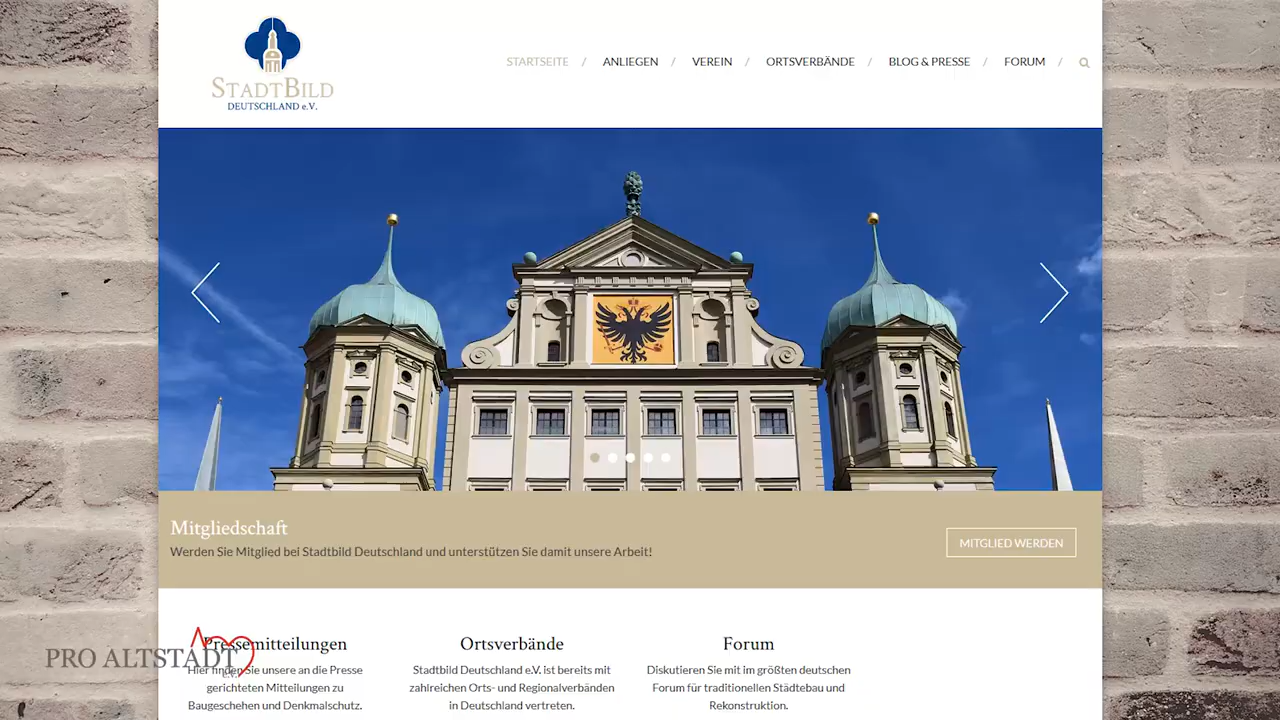 STARTSEITE / ANLIEGEN / VEREIN / ORTSVERBÄNDE / BLOG & PRESSE / FORUM /
STADTBILD
DEUTSCHLAND e.V.
Mitgliedschaft
Werden Sie Mitglied bei Stadtbild Deutschland und unterstützen Sie damit unsere Arbeit!
MITGLIED WERDEN
Pressemitteilungen
Hier finden Sie unsere an die Presse
gerichteten Mitteilungen zu
Baugeschehen und Denkmalschutz.
Ortsverbände
Stadtbild Deutschland e.V. ist bereits mit
zahlreichen Orts- und Regionalverbänden
in Deutschland vertreten.
Forum
Diskutieren Sie mit im größten deutschen
Forum für traditionellen Städtebau und
Rekonstruktion.
PRO ALTSTADT
e.V.